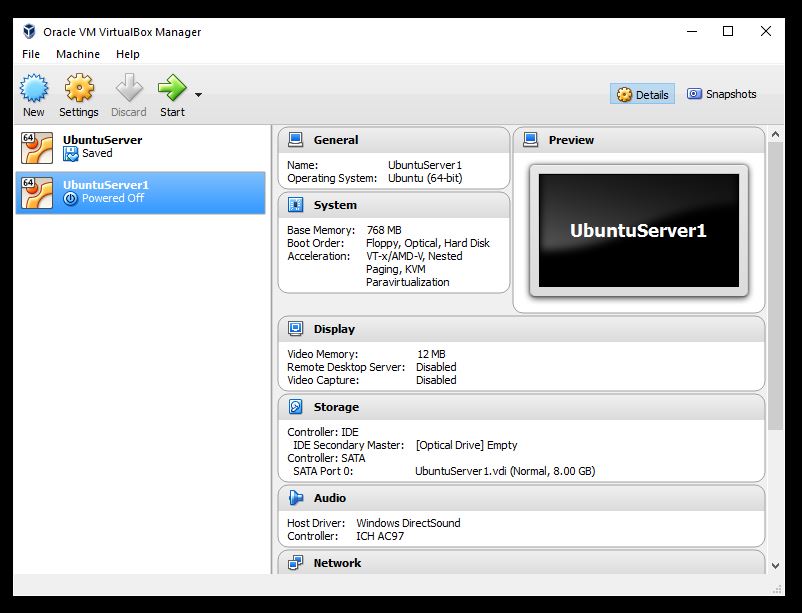 Oracle VM VirtualBox Manager
File Machine Help
New Settings Discard Start Details Snapshots
64 UbuntuServer
Saved
64 UbuntuServer1
Powered Off
General
Name: UbuntuServer1
Operating System: Ubuntu (64-bit)
System
Base Memory: 768 MB
Boot Order: Floppy, Optical, Hard Disk
Acceleration: VT-x/AMD-V, Nested
Paging, KVM
Paravirtualization
Preview
UbuntuServer1
Display
Video Memory: 12 MB
Remote Desktop Server: Disabled
Video Capture: Disabled
Storage
Controller: IDE
IDE Secondary Master: [Optical Drive] Empty
Controller: SATA
SATA Port 0: UbuntuServer1.vdi (Normal, 8.00 GB)
Audio
Host Driver: Windows DirectSound
Controller: ICH AC97
Network